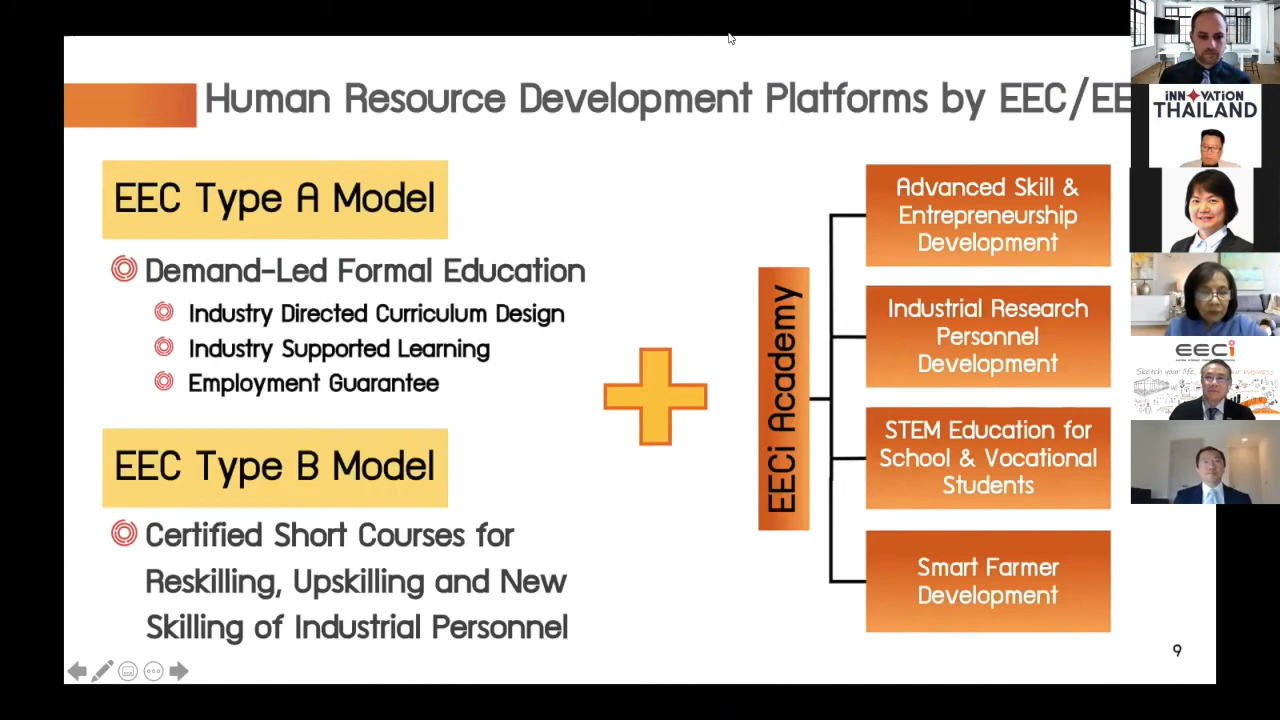 Human Resource Development Platforms by EEC/EE
EEC Type A Model
Demand-Led Formal Education
Industry Directed Curriculum Design
Industry Supported Learning
Employment Guarantee
EEC Type B Model
Certified Short Courses for
Reskilling, Upskilling and New
Skilling of Industrial Personnel
EECi Academy
Advanced Skill &
Entrepreneurship
Development
Industrial Research
Personnel
Development
STEM Education for
School & Vocational
Students
Smart Farmer
Development
9
INNOVATION
THAILAND
EECi
Sketch your life,